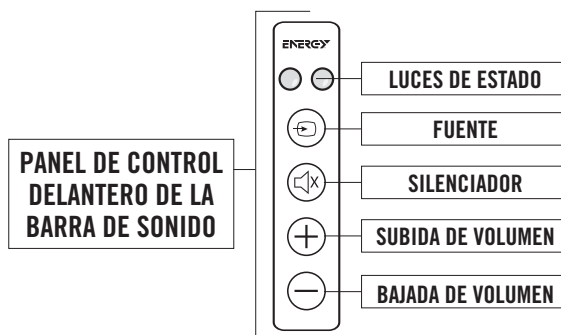 ENERGY
LUCES DE ESTADO
FUENTE
PANEL DE CONTROL
DELANTERO DE LA
BARRA DE SONIDO
SILENCIADOR
SUBIDA DE VOLUMEN
BAJADA DE VOLUMEN